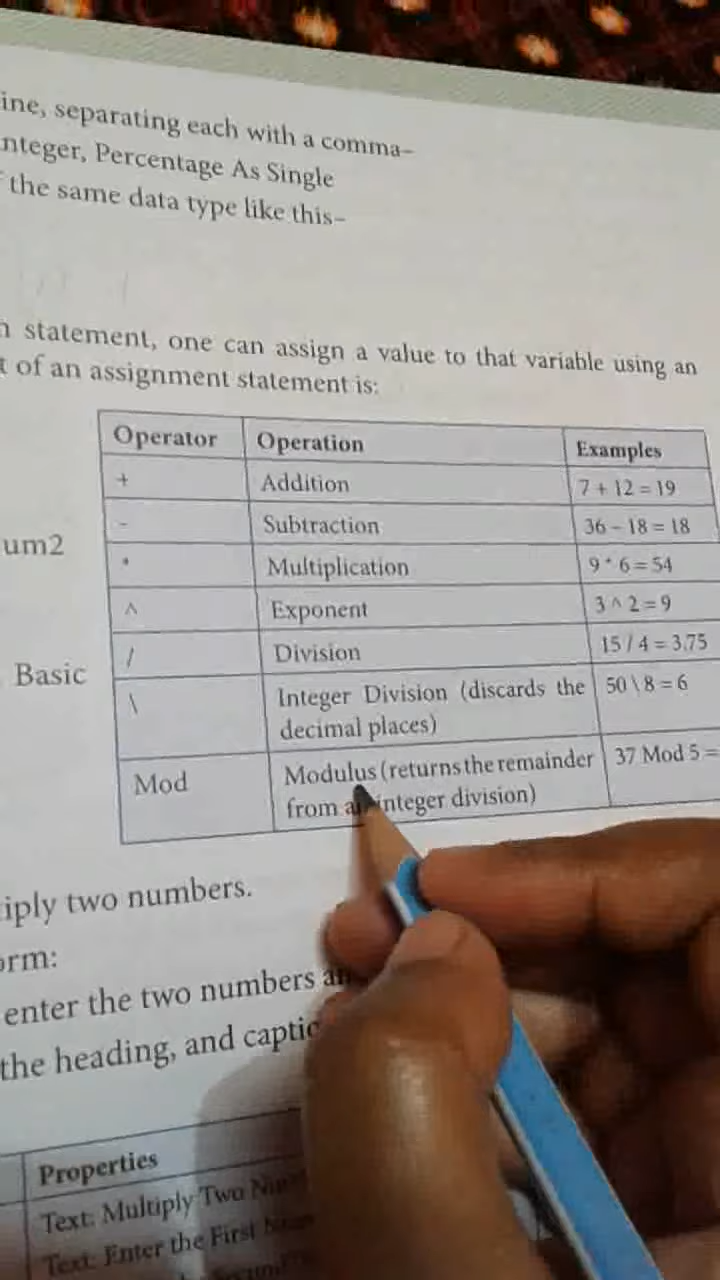 ine, separating each with a comma–
nteger, Percentage As Single
the same data type like this–
statement, one can assign a value to that variable using an
of an assignment statement is:
Operator Operation Examples
+ Addition 7 + 12 = 19
- Subtraction 36 – 18 = 18
um2
* Multiplication 9 * 6 = 54
^ Exponent 3 ^ 2 = 9
/ Division 15 / 4 = 3.75
Basic
\ Integer Division (discards the 50 \ 8 = 6
decimal places)
Mod Modulus (returns the remainder 37 Mod 5 =
from an integer division)
iply two numbers.
orm:
enter the two numbers
the heading, and captio
Properties
Text: Multiply Two
Text: Enter the First